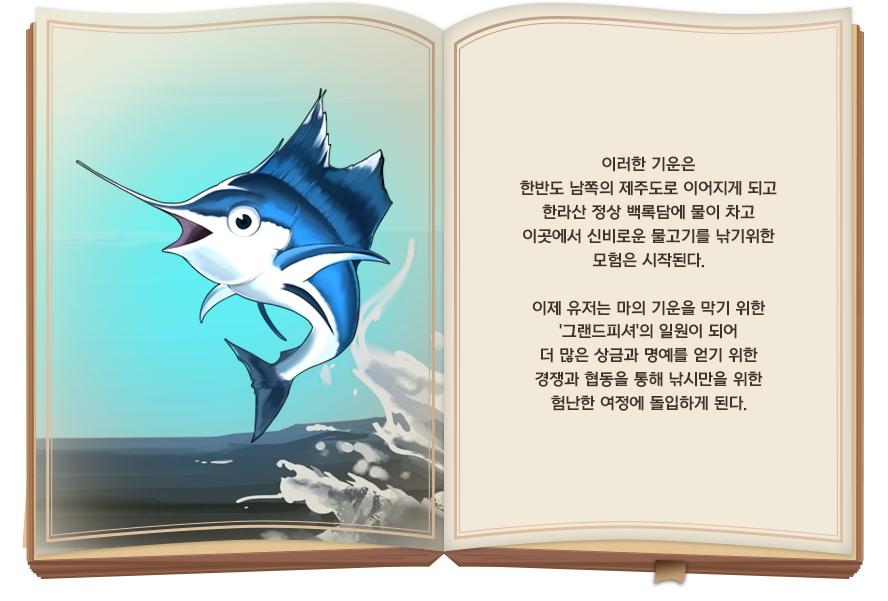 이러한 기운은
한반도 남쪽의 제주도로 이어지게 되고
한라산 정상 백록담에 물이 차고
이곳에서 신비로운 물고기를 낚기위한
모험은 시작된다.
이제 유저는 마의 기운을 막기 위한
'그랜드피셔'의 일원이 되어
더 많은 상금과 명예를 얻기 위한
경쟁과 협동을 통해 낚시만을 위한
험난한 여정에 돌입하게 된다.